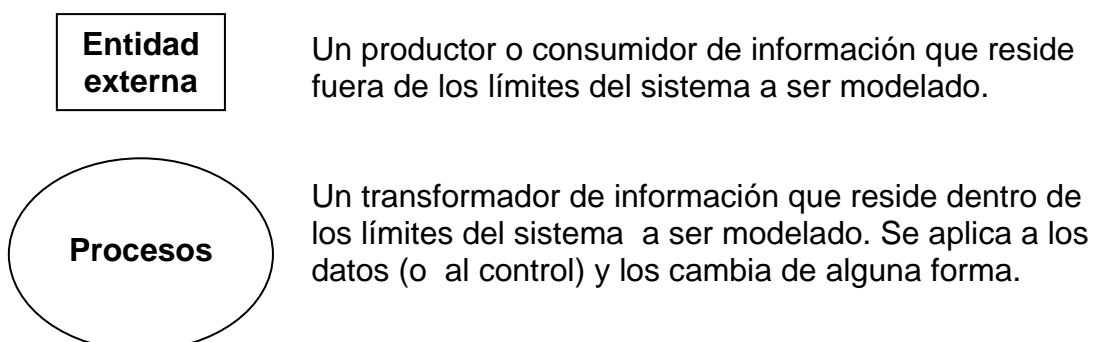 Entidad
externa
Un productor o consumidor de información que reside
fuera de los límites del sistema a ser modelado.
Procesos
Un transformador de información que reside dentro de
los límites del sistema a ser modelado. Se aplica a los
datos (o al control) y los cambia de alguna forma.